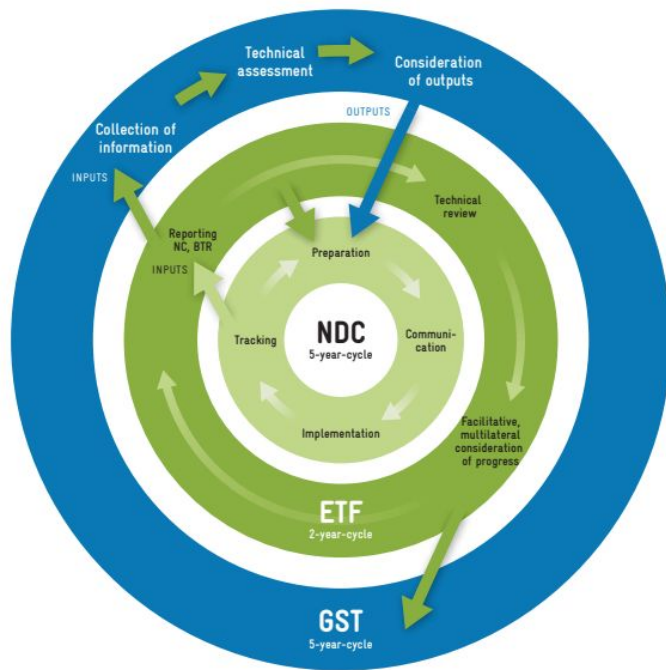 Technical
assessment
Consideration
of outputs
OUTPUTS
Collection of
information
INPUTS
Technical
review
Reporting
NC, BTR
INPUTS
Preparation
NDC
5-year-cycle
Tracking
Communi-
cation
Implementation
Facilitative,
multilateral
consideration
of progress
ETF
2-year-cycle
GST
5-year-cycle